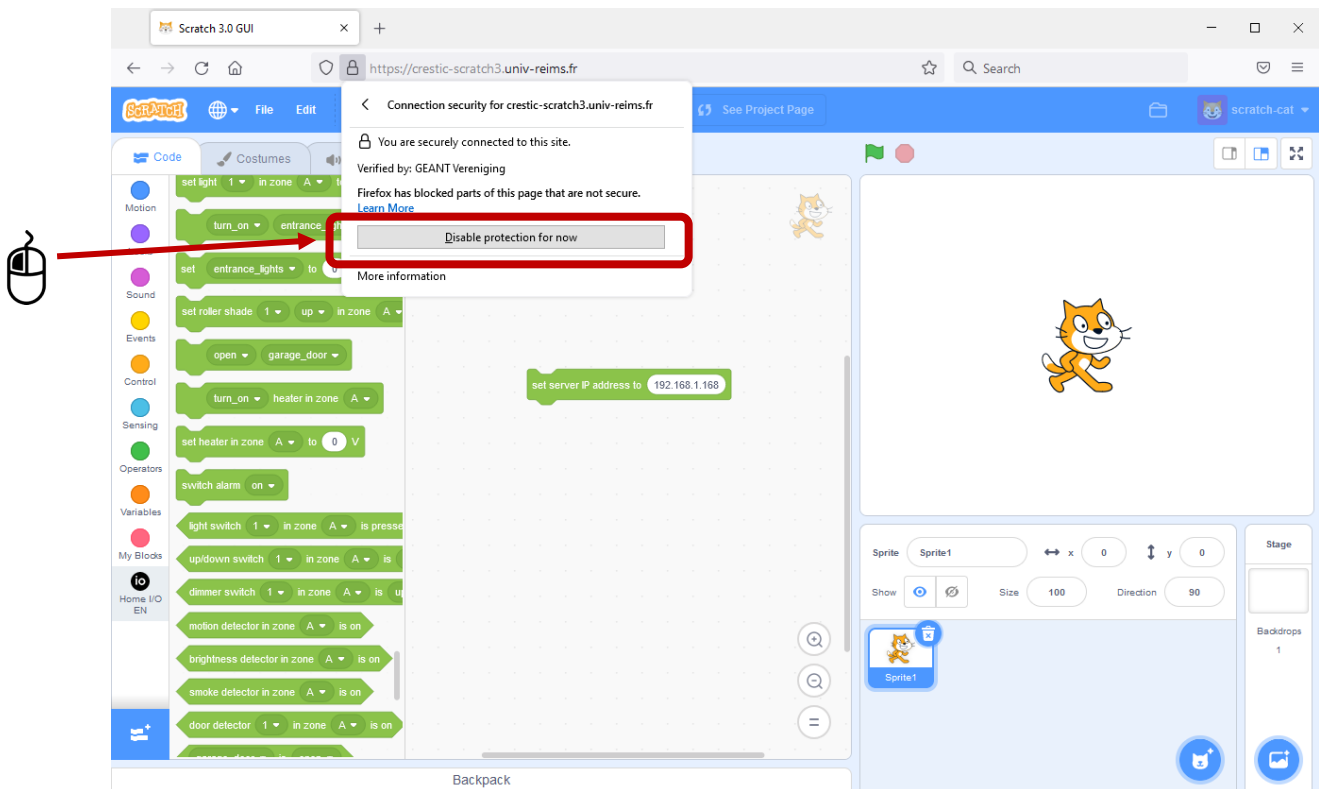 Scratch 3.0 GUI
https://crestic-scratch3.univ-reims.fr
Search
SCRATCH
File
Edit
See Project Page
scratch-cat
Connection security for crestic-scratch3.univ-reims.fr
You are securely connected to this site.
Verified by: GEANT Vereniging
Firefox has blocked parts of this page that are not secure.
Learn More
Disable protection for now
More information
Code
Costumes
Motion
Sound
Events
Control
Sensing
Operators
Variables
My Blocks
io
Home I/O
EN
set light 1 in zone A to
turn_on
set entrance_lights to 0
set roller shade 1 up in zone A
open garage_door
turn_on heater in zone A
set heater in zone A to 0 V
switch alarm on
light switch 1 in zone A is presse
up/down switch 1 in zone A is
dimmer switch 1 in zone A is
motion detector in zone A is on
brightness detector in zone A is on
smoke detector in zone A is on
door detector 1 in zone A is on
set server IP address to 192.168.1.168
Sprite Sprite1 x 0 y 0
Show Size 100 Direction 90
Sprite1
Stage
Backdrops
1
Backpack